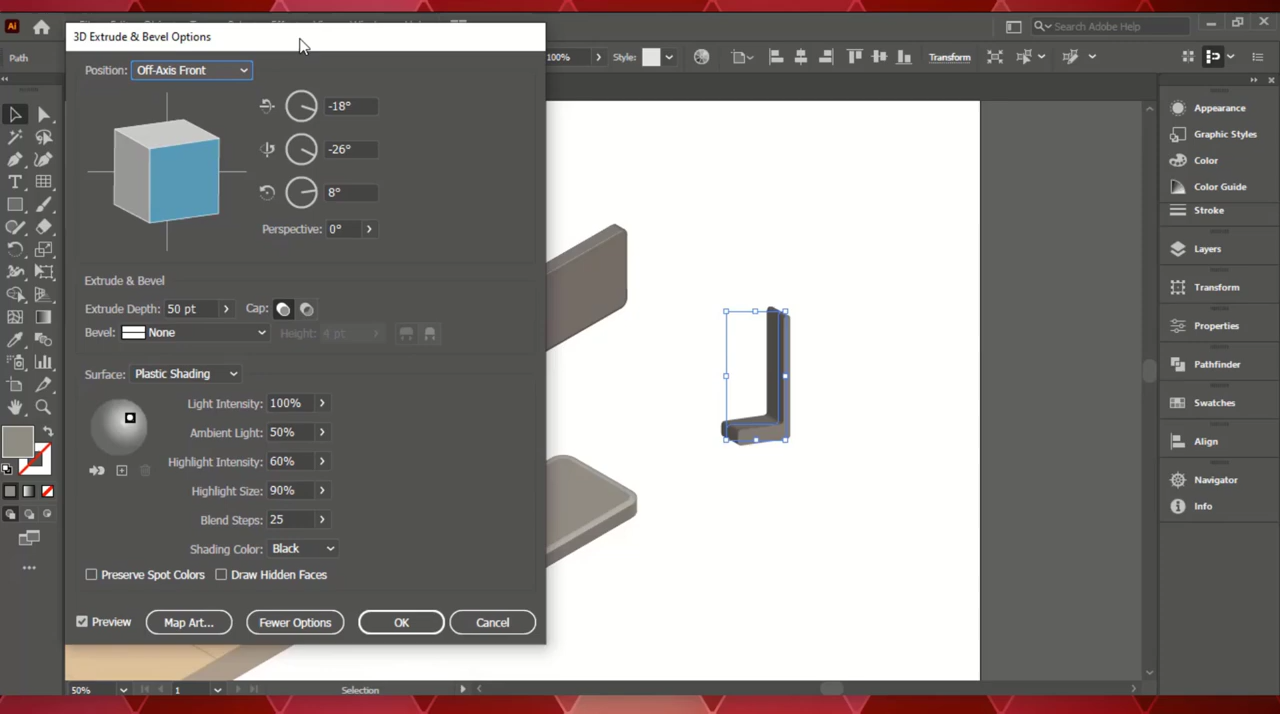 Ai
Search Adobe Help
3D Extrude & Bevel Options
Path
100%
Style:
Transform
Position: Off-Axis Front
-18°
-26°
8°
Perspective: 0°
Extrude & Bevel
Extrude Depth: 50 pt Cap:
Bevel: None Height: 4 pt
Surface: Plastic Shading
Light Intensity: 100%
Ambient Light: 50%
Highlight Intensity: 60%
Highlight Size: 90%
Blend Steps: 25
Shading Color: Black
Preserve Spot Colors Draw Hidden Faces
Preview Map Art... Fewer Options OK Cancel
Appearance
Graphic Styles
Color
Color Guide
Stroke
Layers
Transform
Properties
Pathfinder
Swatches
Align
Navigator
Info
50% 1 Selection